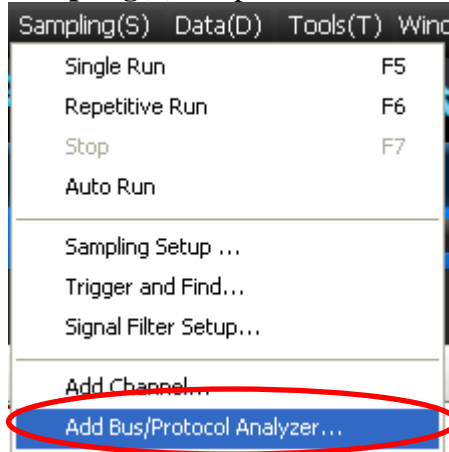 Sampling(S) Data(D) Tools(T) Wind
Single Run F5
Repetitive Run F6
Stop F7
Auto Run
Sampling Setup ...
Trigger and Find...
Signal Filter Setup...
Add Channel...
Add Bus/Protocol Analyzer...